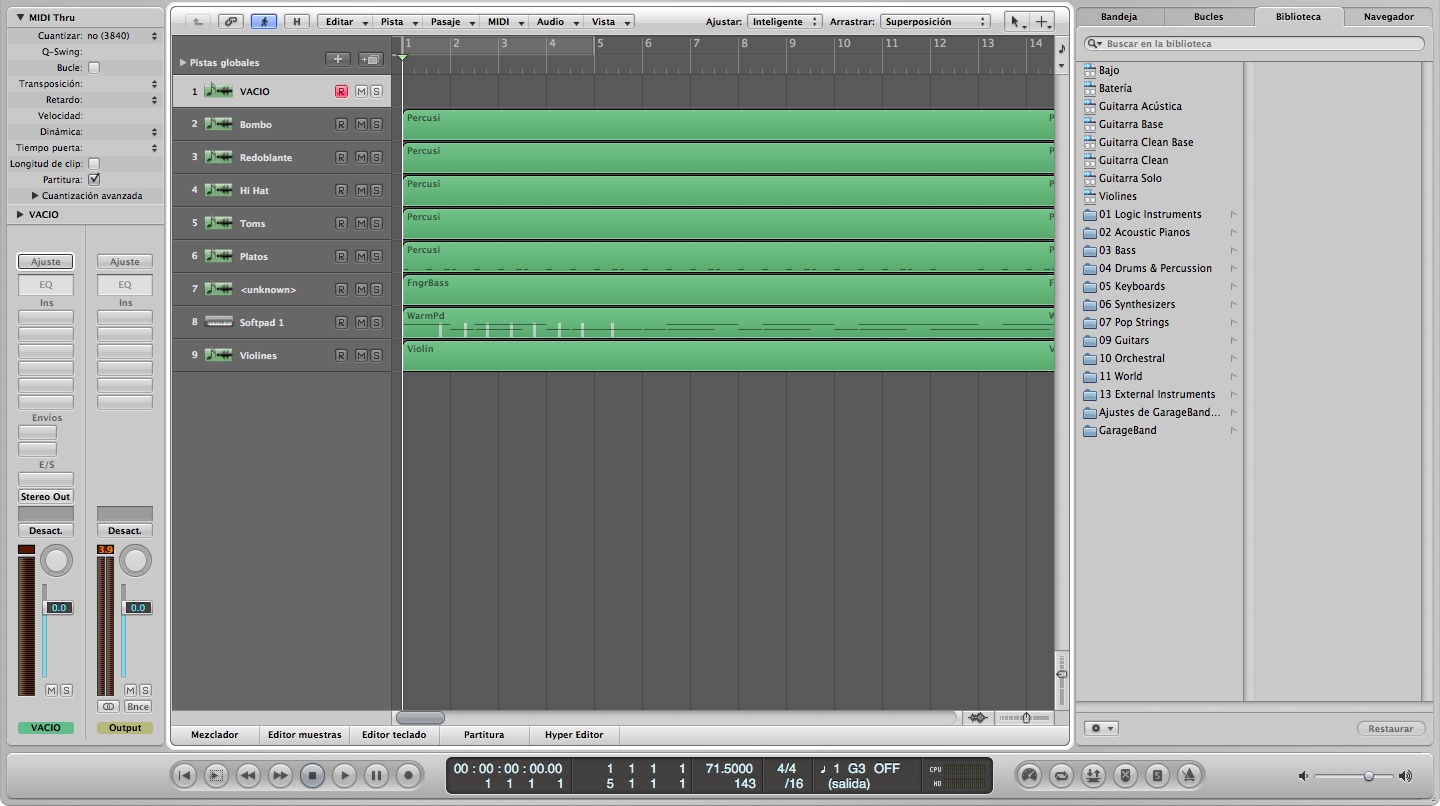 MIDI Thru
Cuantizar: no (3840)
Q-Swing:
Bucle:
Transposición:
Retardo:
Velocidad:
Dinámica:
Tiempo puerta:
Longitud de clip:
Partitura:
Cuantización avanzada
VACIO
Ajuste Ajuste
EQ EQ
Ins Ins
Envíos
E/S
Stereo Out
Desact. Desact.
3.9
0.0 0.0
M S M S
Bnce
VACIO Output
H Editar Pista Pasaje MIDI Audio Vista Ajustar: Inteligente Arrastrar: Superposición
1 2 3 4 5 6 7 8 9 10 11 12 13 14
Pistas globales
1 VACIO R M S
2 Bombo R M S Percusi P
3 Redoblante R M S Percusi P
4 Hi Hat R M S Percusi P
5 Toms R M S Percusi P
6 Platos R M S Percusi P
7 <unknown> R M S FngrBass F
8 Softpad 1 R M S WarmPd W
9 Violines R M S Violin V
Mezclador Editor muestras Editor teclado Partitura Hyper Editor
Bandeja Bucles Biblioteca Navegador
Buscar en la biblioteca
Bajo
Batería
Guitarra Acústica
Guitarra Base
Guitarra Clean Base
Guitarra Clean
Guitarra Solo
Violines
01 Logic Instruments
02 Acoustic Pianos
03 Bass
04 Drums & Percussion
05 Keyboards
06 Synthesizers
07 Pop Strings
09 Guitars
10 Orchestral
11 World
13 External Instruments
Ajustes de GarageBand...
GarageBand
Restaurar
00 : 00 : 00 : 00.00 1 1 1 1 71.5000 4/4 1 G3 OFF CPU
1 1 1 1 5 1 1 1 143 /16 (salida) HD
S